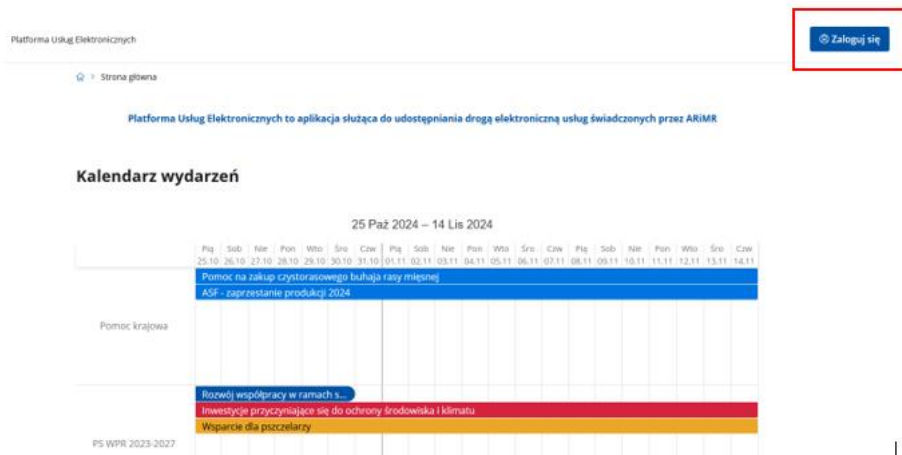 Platforma Usług Elektronicznych
Zaloguj się
Strona główna
Platforma Usług Elektronicznych to aplikacja służąca do udostępniania drogą elektroniczną usług świadczonych przez ARiMR
Kalendarz wydarzeń
25 Paź 2024 – 14 Lis 2024
Pią Sob Nie Pon Wto Śro Czw Pią Sob Nie Pon Wto Śro Czw Pią Sob Nie Pon Wto Śro Czw
25.10 26.10 27.10 28.10 29.10 30.10 31.10 01.11 02.11 03.11 04.11 05.11 06.11 07.11 08.11 09.11 10.11 11.11 12.11 13.11 14.11
Pomoc na zakup czystorasowego buhaja rasy mięsnej
ASF - zaprzestanie produkcji 2024
Pomoc krajowa
Rozwój współpracy w ramach s...
Inwestycje przyczyniające się do ochrony środowiska i klimatu
Wsparcie dla pszczelarzy
PS WPR 2023-2027